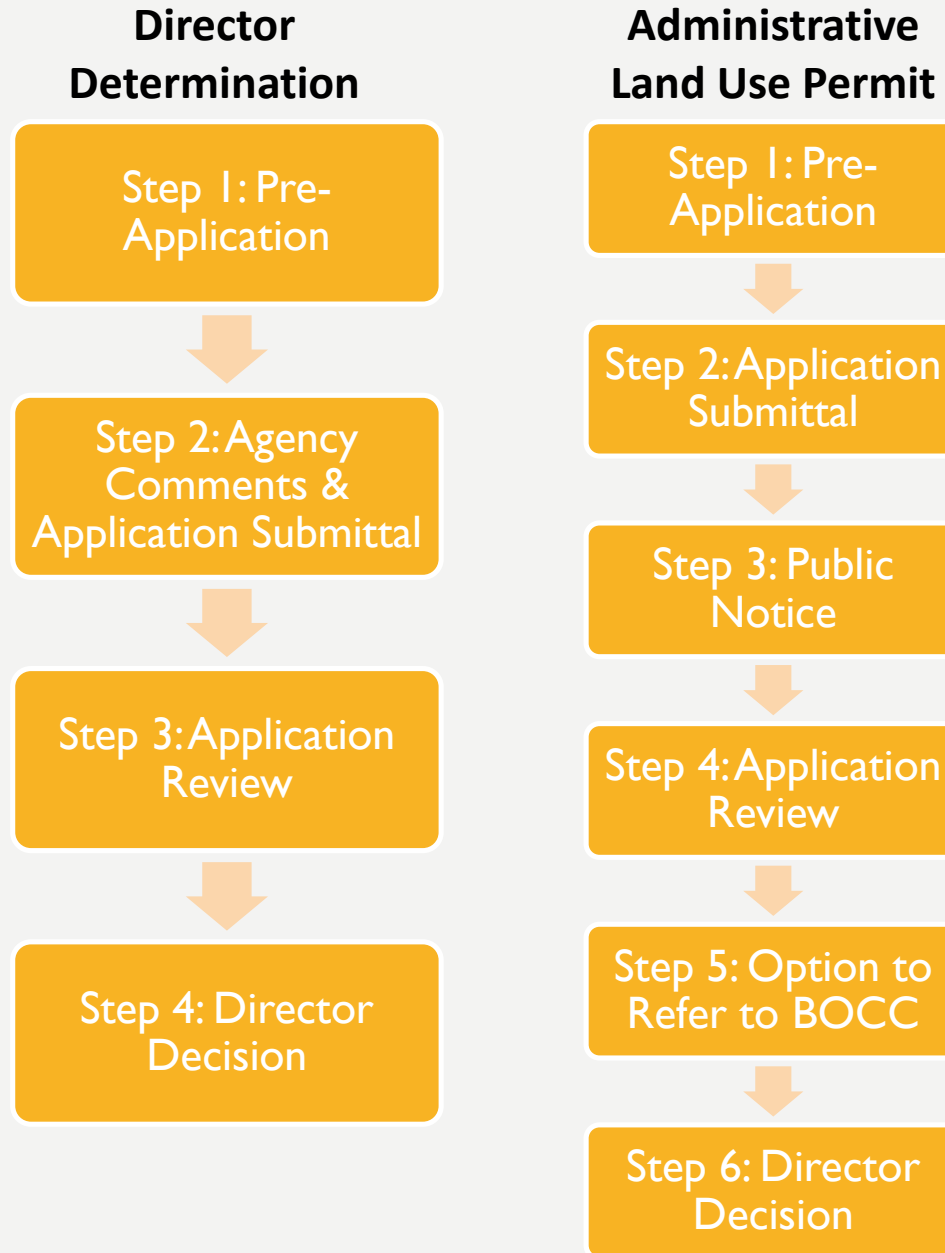 Director
Determination
Step 1: Pre-
Application
Step 2: Agency
Comments &
Application Submittal
Step 3: Application
Review
Step 4: Director
Decision
Administrative
Land Use Permit
Step 1: Pre-
Application
Step 2: Application
Submittal
Step 3: Public
Notice
Step 4: Application
Review
Step 5: Option to
Refer to BOCC
Step 6: Director
Decision